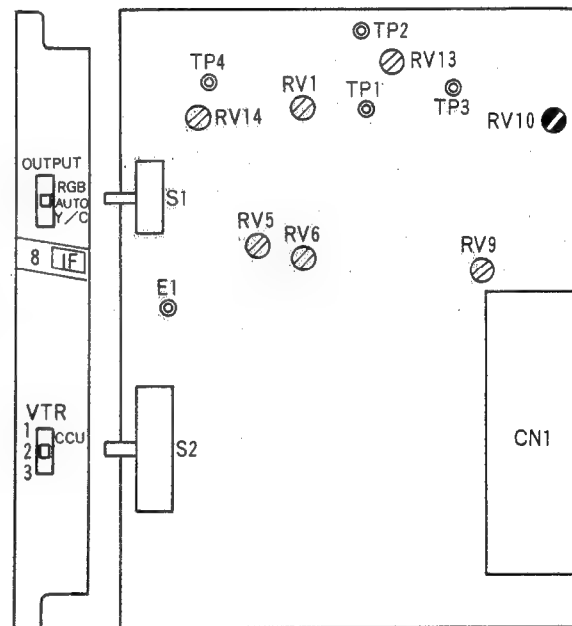 TP2
RV13
TP4
RV1
TP1
TP3
RV14
RV10
OUTPUT
RGB
AUTO
Y/C
S1
RV5
RV6
8 IF
RV9
E1
VTR
1
CCU
2
3
S2
CN1